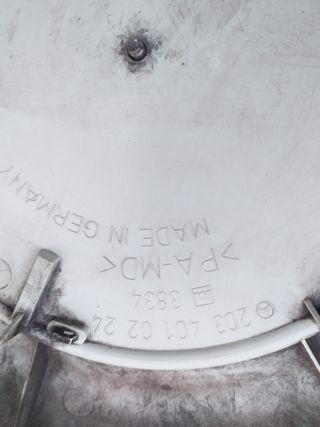 MADE IN GERMANY
>PA-MD<
3834
203 401 02 24